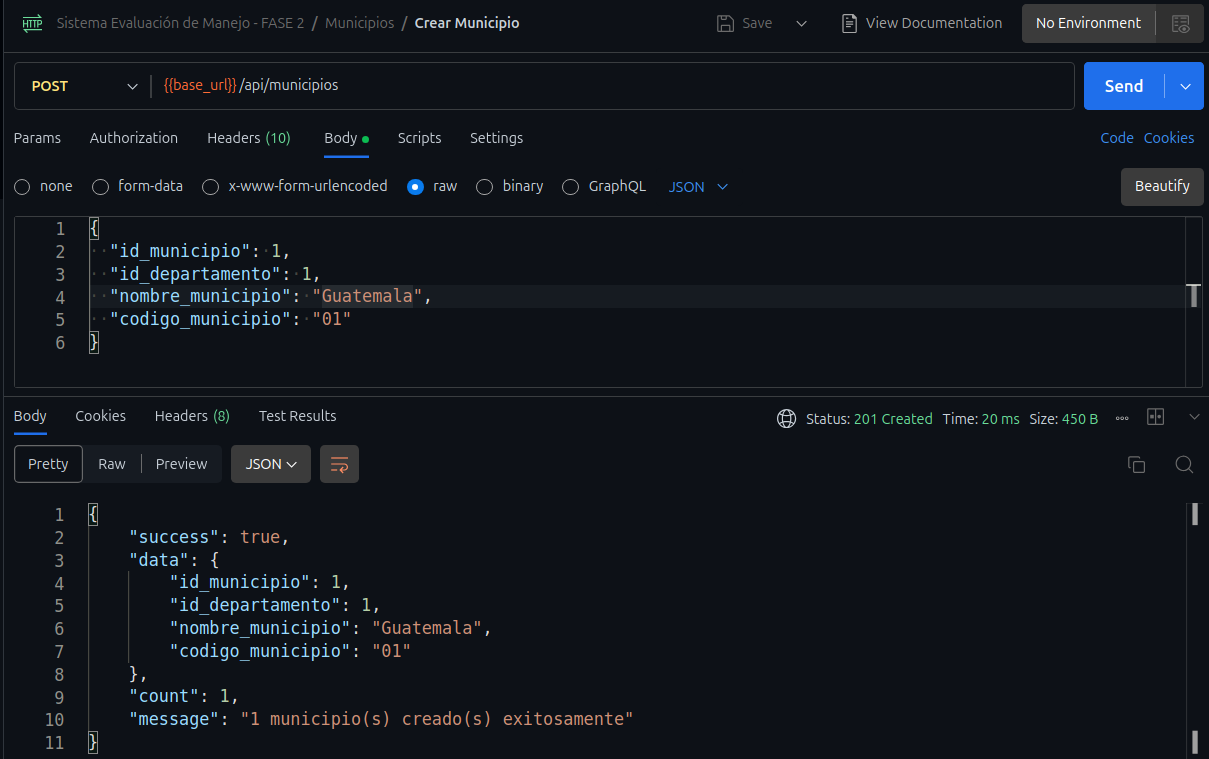 HTTP Sistema Evaluación de Manejo - FASE 2 / Municipios / Crear Municipio Save View Documentation No Environment
POST {{base_url}}/api/municipios Send
Params Authorization Headers (10) Body Scripts Settings Code Cookies
none form-data x-www-form-urlencoded raw binary GraphQL JSON Beautify
1 {
2 "id_municipio": 1,
3 "id_departamento": 1,
4 "nombre_municipio": "Guatemala",
5 "codigo_municipio": "01"
6 }
Body Cookies Headers (8) Test Results Status: 201 Created Time: 20 ms Size: 450 B
Pretty Raw Preview JSON
1 {
2 "success": true,
3 "data": {
4 "id_municipio": 1,
5 "id_departamento": 1,
6 "nombre_municipio": "Guatemala",
7 "codigo_municipio": "01"
8 },
9 "count": 1,
10 "message": "1 municipio(s) creado(s) exitosamente"
11 }